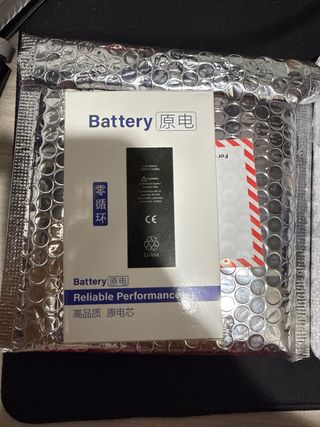 Battery 原电
For
零循环
Li-ion
Battery 原电
Reliable Performance
高品质 原电芯